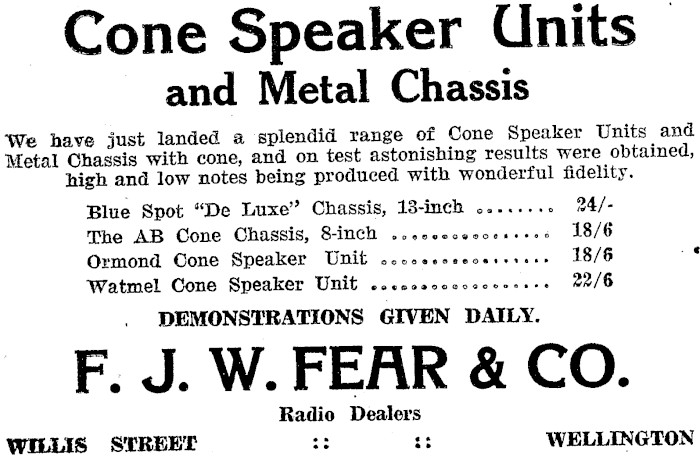 Cone Speaker Units
and Metal Chassis
We have just landed a splendid range of Cone Speaker Units and
Metal Chassis with cone, and on test astonishing results were obtained,
high and low notes being produced with wonderful fidelity.
Blue Spot "De Luxe" Chassis, 13-inch ........ 24/-
The AB Cone Chassis, 8-inch ................ 18/6
Ormond Cone Speaker Unit ................. 18/6
Watmel Cone Speaker Unit .................. 22/6
DEMONSTRATIONS GIVEN DAILY.
F. J. W. FEAR & CO.
Radio Dealers
WILLIS STREET :: :: WELLINGTON